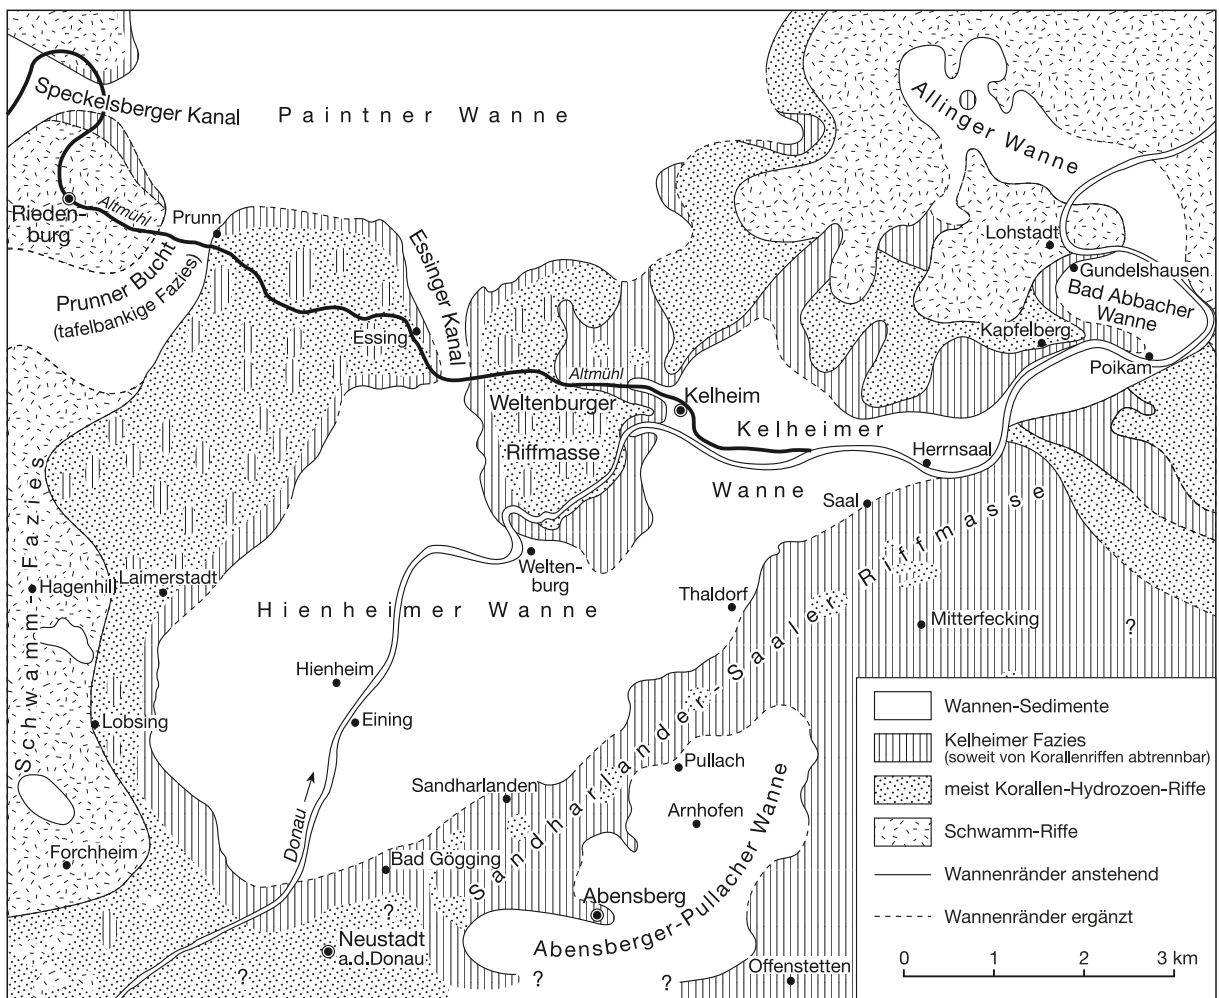 Speckelsberger Kanal
Paintner Wanne
Allinger Wanne
Rieden-
burg
Altmühl
Prunn
Prunner Bucht
(tafelbankige Fazies)
Essinger Kanal
Essing
Lohstadt
Gundelshausen
Bad Abbacher
Wanne
Kapfelberg
Poikam
Altmühl
Weltenburger
Riffmasse
Kelheim
Kelheimer
Wanne
Herrnsaal
Saal
Schwamm-Fazies
Hagenhill
Laimerstadt
Welten-
burg
Hienheimer Wanne
Thaldorf
Mitterfecking
?
Sandharlander-Saaler Riffmasse
Hienheim
Eining
Lobsing
Donau
Sandharlanden
Pullach
Arnhofen
Forchheim
Bad Gögging
?
Abensberg
Abensberger-Pullacher Wanne
Neustadt
a.d.Donau
?
?
?
Offenstetten
Wannen-Sedimente
Kelheimer Fazies
(soweit von Korallenriffen abtrennbar)
meist Korallen-Hydrozoen-Riffe
Schwamm-Riffe
Wannenränder anstehend
Wannenränder ergänzt
0 1 2 3 km